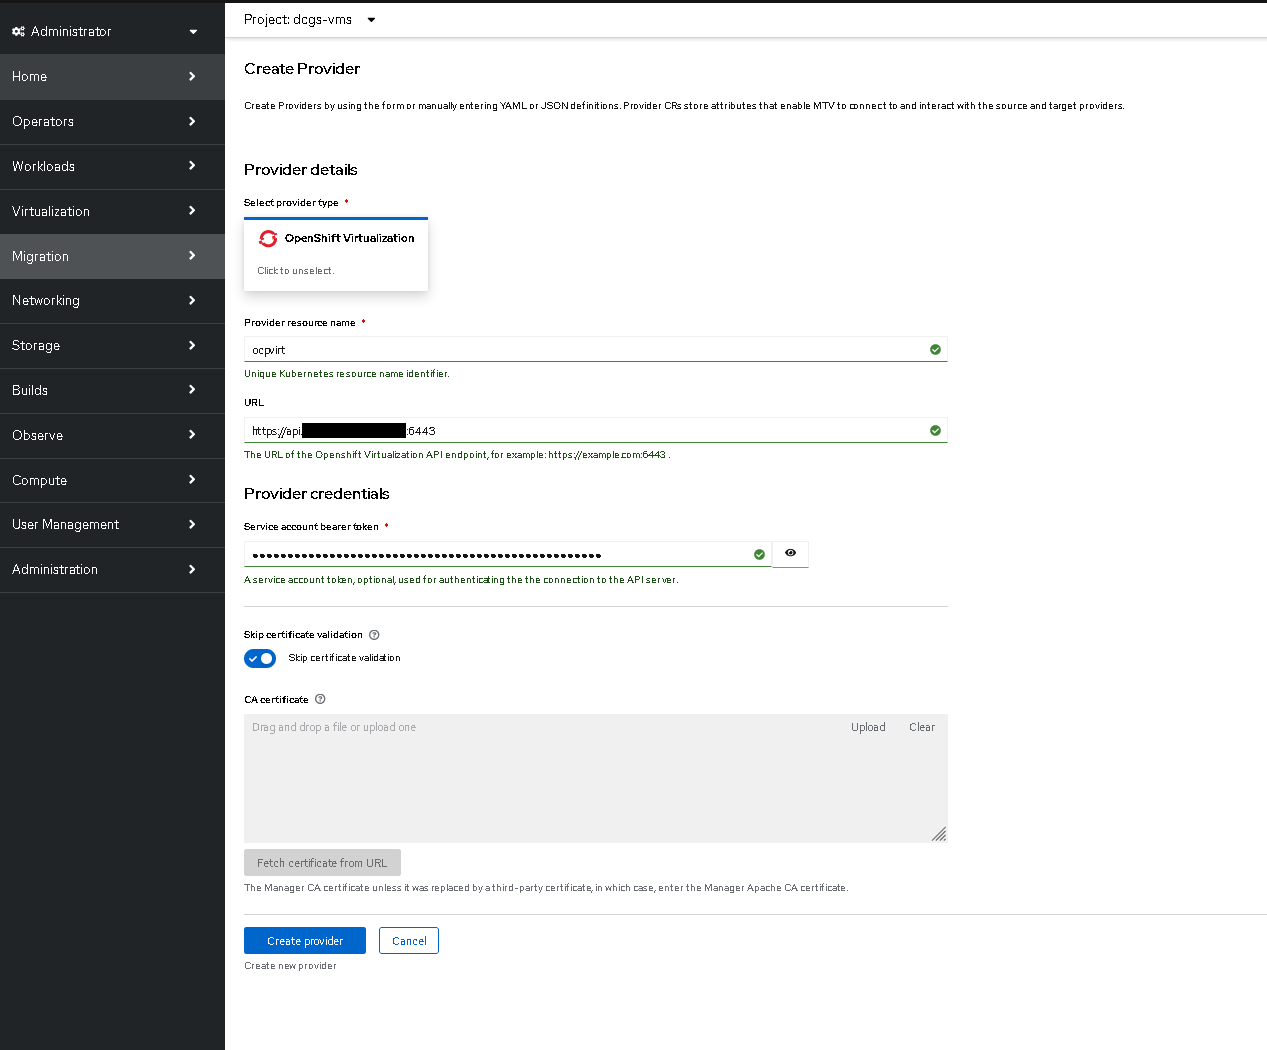 Administrator
Home
Operators
Workloads
Virtualization
Migration
Networking
Storage
Builds
Observe
Compute
User Management
Administration
Project: dcgs-vms
Create Provider
Create Providers by using the form or manually entering YAML or JSON definitions. Provider CRs store attributes that enable MTV to connect to and interact with the source and target providers.
Provider details
Select provider type *
OpenShift Virtualization
Click to unselect.
Provider resource name *
ocpvirt
Unique Kubernetes resource name identifier.
URL
https://api.:6443
The URL of the Openshift Virtualization API endpoint, for example: https://example.com:6443 .
Provider credentials
Service account bearer token *
A service account token, optional, used for authenticating the the connection to the API server.
Skip certificate validation
Skip certificate validation
CA certificate
Drag and drop a file or upload one
Upload
Clear
Fetch certificate from URL
The Manager CA certificate unless it was replaced by a third-party certificate, in which case, enter the Manager Apache CA certificate.
Create provider
Cancel
Create new provider